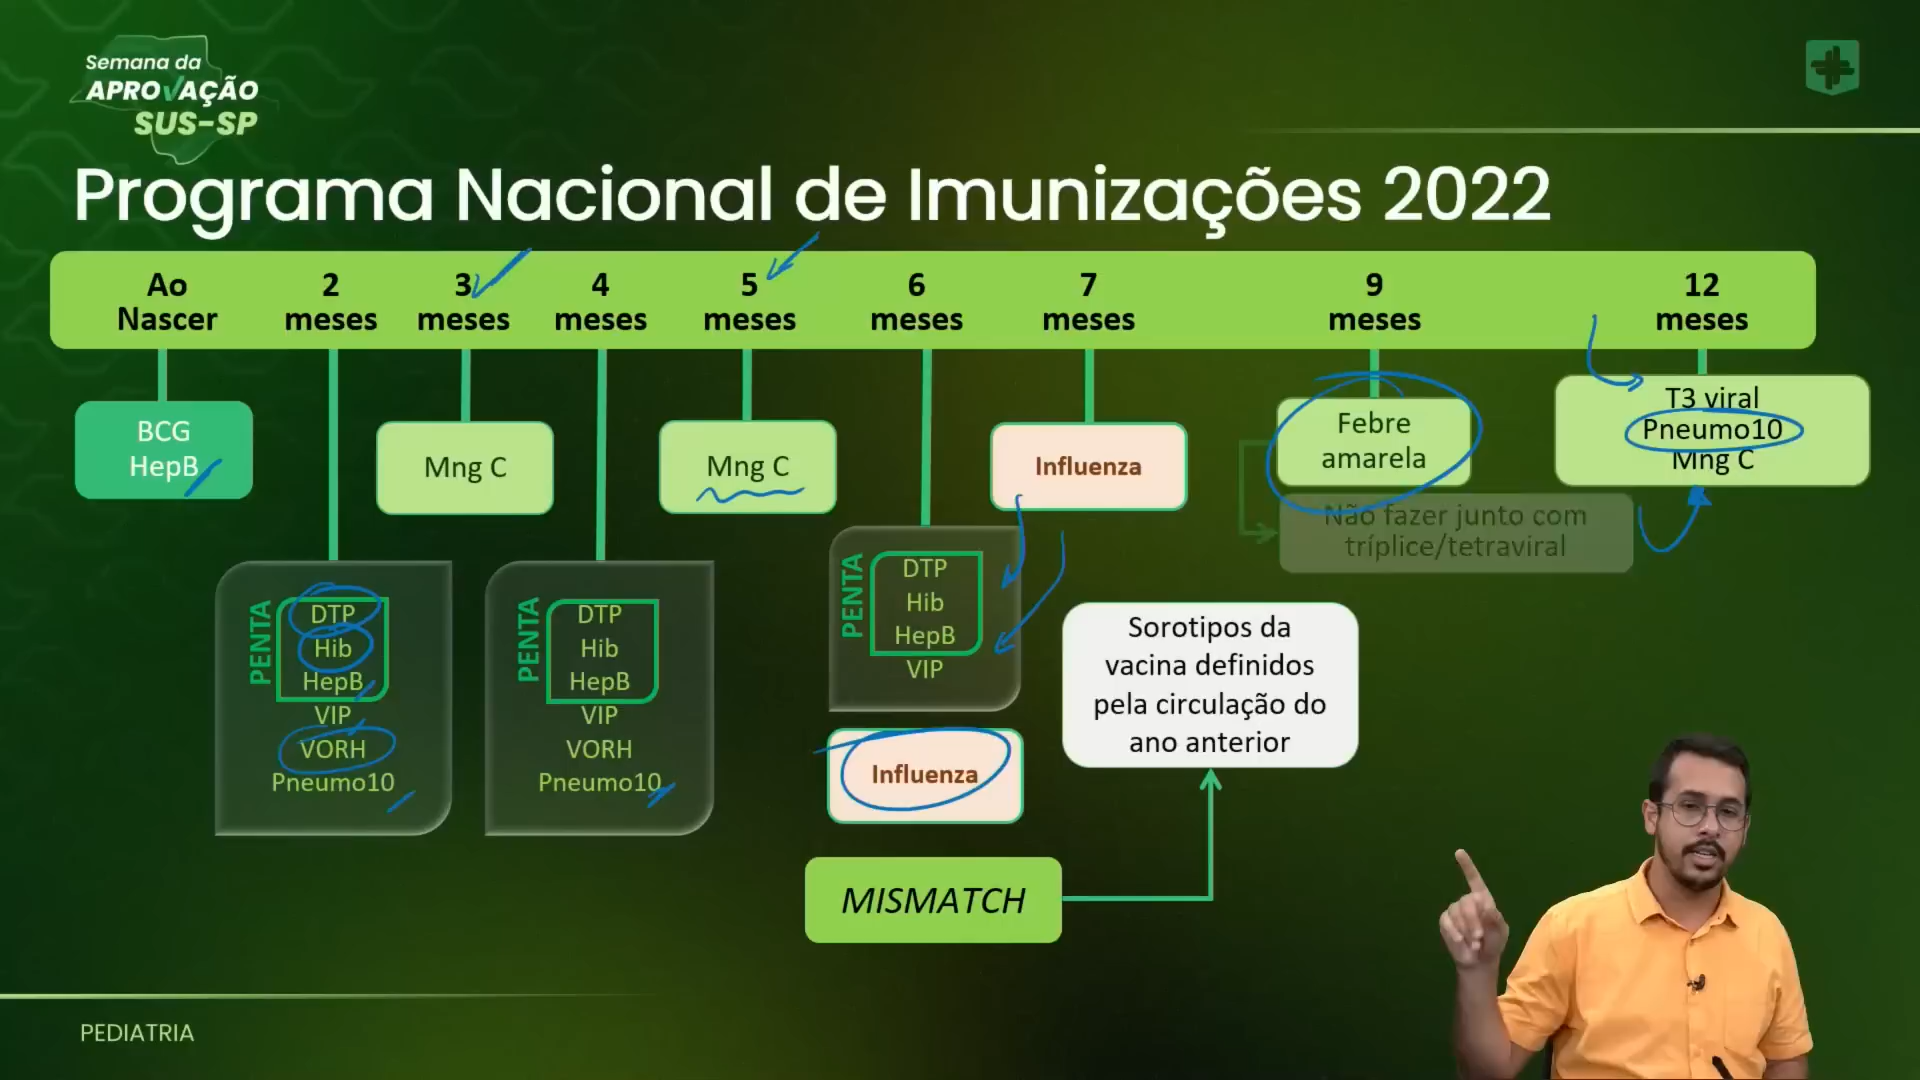 Semana da
APROVAÇÃO
SUS-SP
Programa Nacional de Imunizações 2022
Ao
Nascer
2
meses
3
meses
4
meses
5
meses
6
meses
7
meses
9
meses
12
meses
BCG
HepB
Mng C
Mng C
Influenza
Febre
amarela
T3 viral
Pneumo10
Mng C
Não fazer junto com
tríplice/tetraviral
PENTA
DTP
Hib
HepB
VIP
VORH
Pneumo10
PENTA
DTP
Hib
HepB
VIP
VORH
Pneumo10
PENTA
DTP
Hib
HepB
VIP
Influenza
Sorotipos da
vacina definidos
pela circulação do
ano anterior
MISMATCH
PEDIATRIA